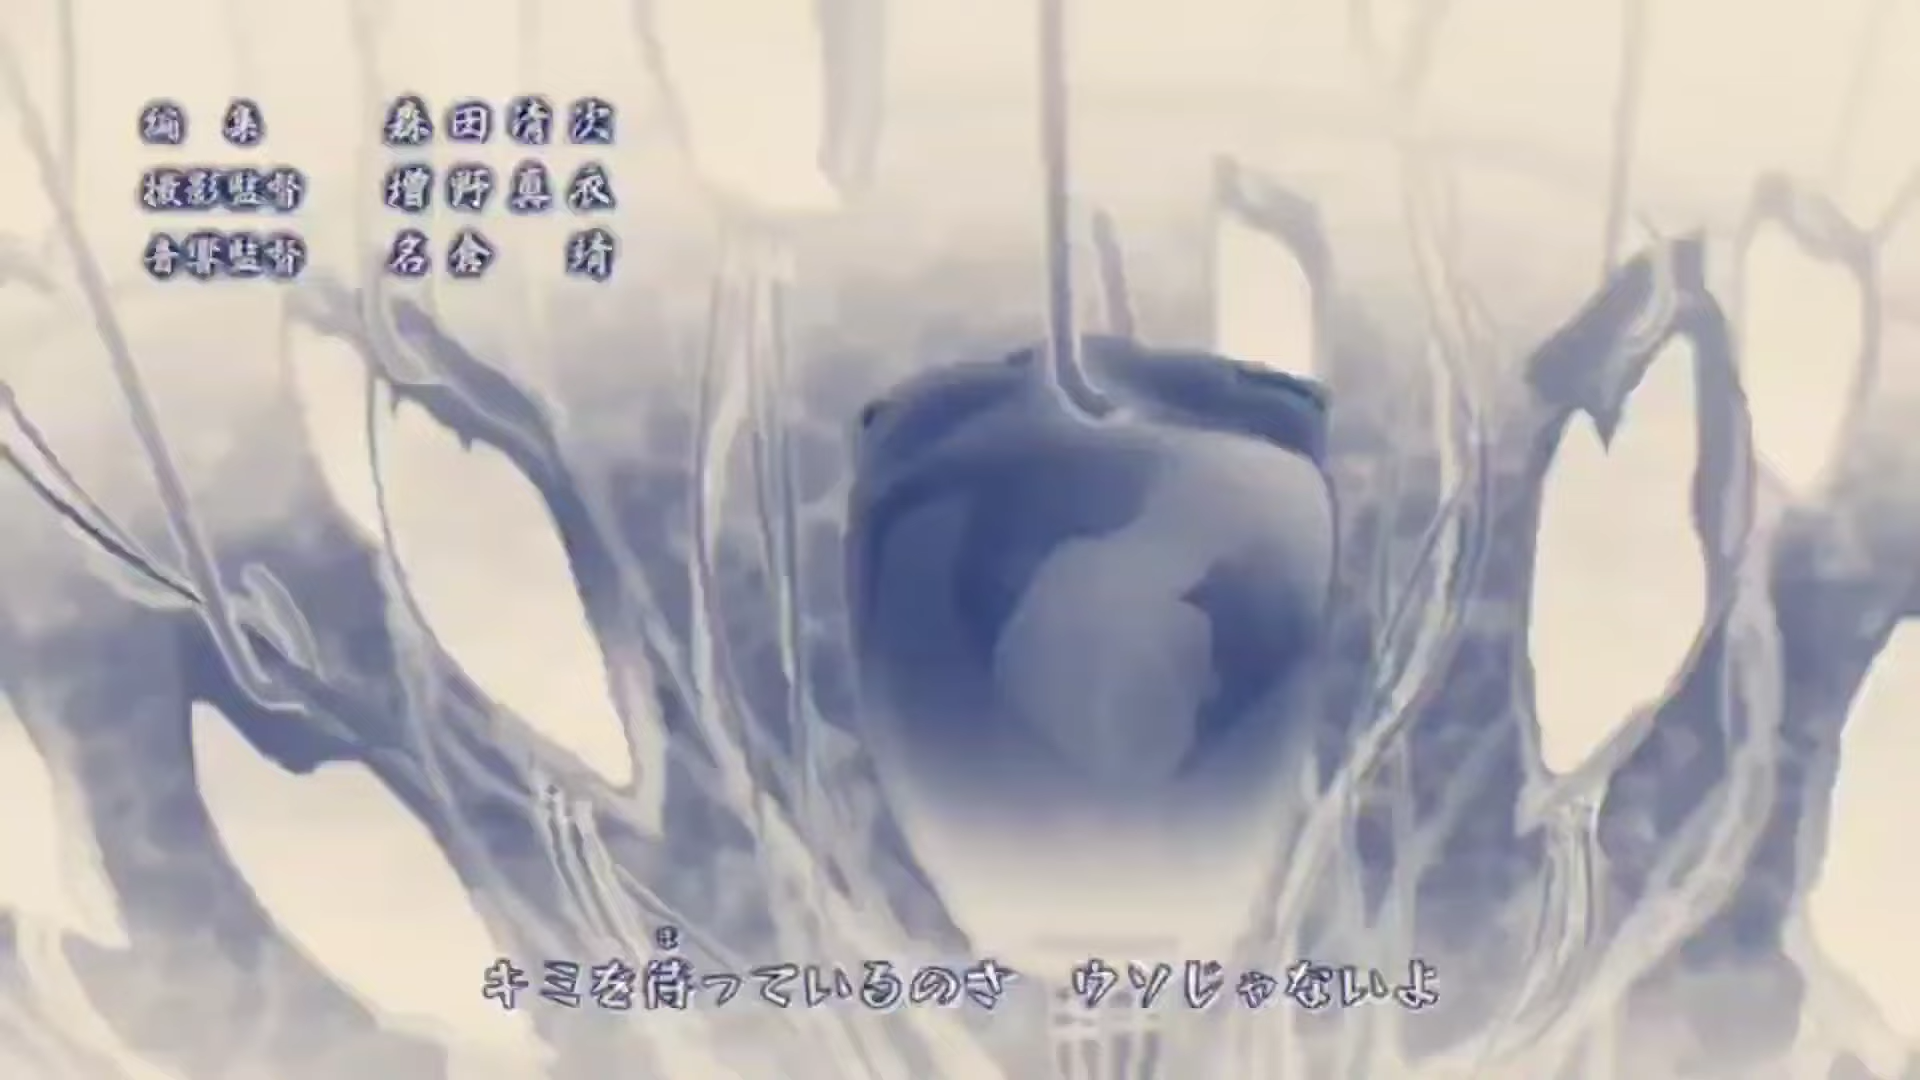 編 集 森田清次
撮影監督 増野真衣
音響監督 名倉 靖
ま
キミを待っているのさ ウソじゃないよ